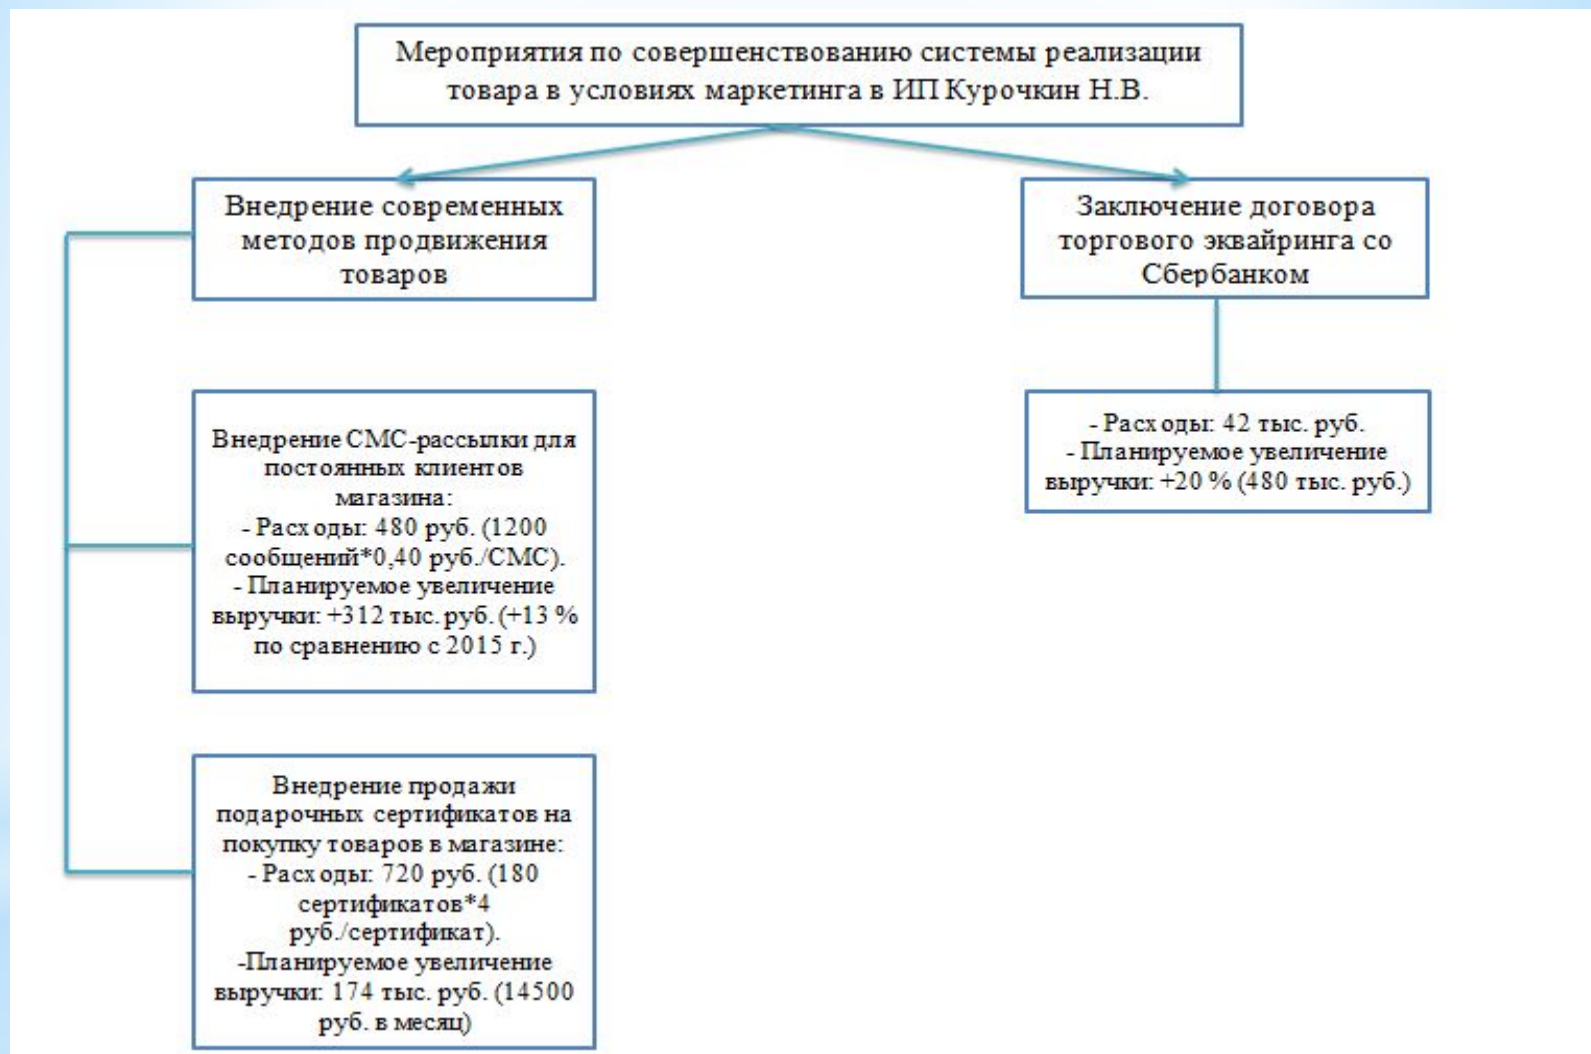 Мероприятия по совершенствованию системы реализации
товара в условиях маркетинга в ИП Курочкин Н.В.
Внедрение современных
методов продвижения
товаров
Заключение договора
торгового эквайринга со
Сбербанком
Внедрение СМС-рассылки для
постоянных клиентов
магазина:
- Расходы: 480 руб. (1200
сообщений*0,40 руб./СМС).
- Планируемое увеличение
выручки: +312 тыс. руб. (+13 %
по сравнению с 2015 г.)
- Расходы: 42 тыс. руб.
- Планируемое увеличение
выручки: +20 % (480 тыс. руб.)
Внедрение продажи
подарочных сертификатов на
покупку товаров в магазине:
- Расходы: 720 руб. (180
сертификатов*4
руб./сертификат).
-Планируемое увеличение
выручки: 174 тыс. руб. (14500
руб. в месяц)